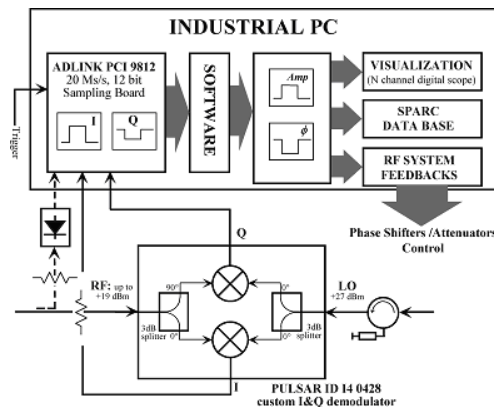 INDUSTRIAL PC
ADLINK PCI 9812
20 Ms/s, 12 bit
Sampling Board
I
Q
SOFTWARE
Amp
ϕ
VISUALIZATION
(N channel digital scope)
SPARC
DATA BASE
RF SYSTEM
FEEDBACKS
Trigger
Phase Shifters /Attenuators
Control
Q
RF: up to
+19 dBm
90°
0°
3dB
splitter
0°
0°
3dB
splitter
LO
+27 dBm
I
PULSAR ID I4 0428
custom I&Q demodulator